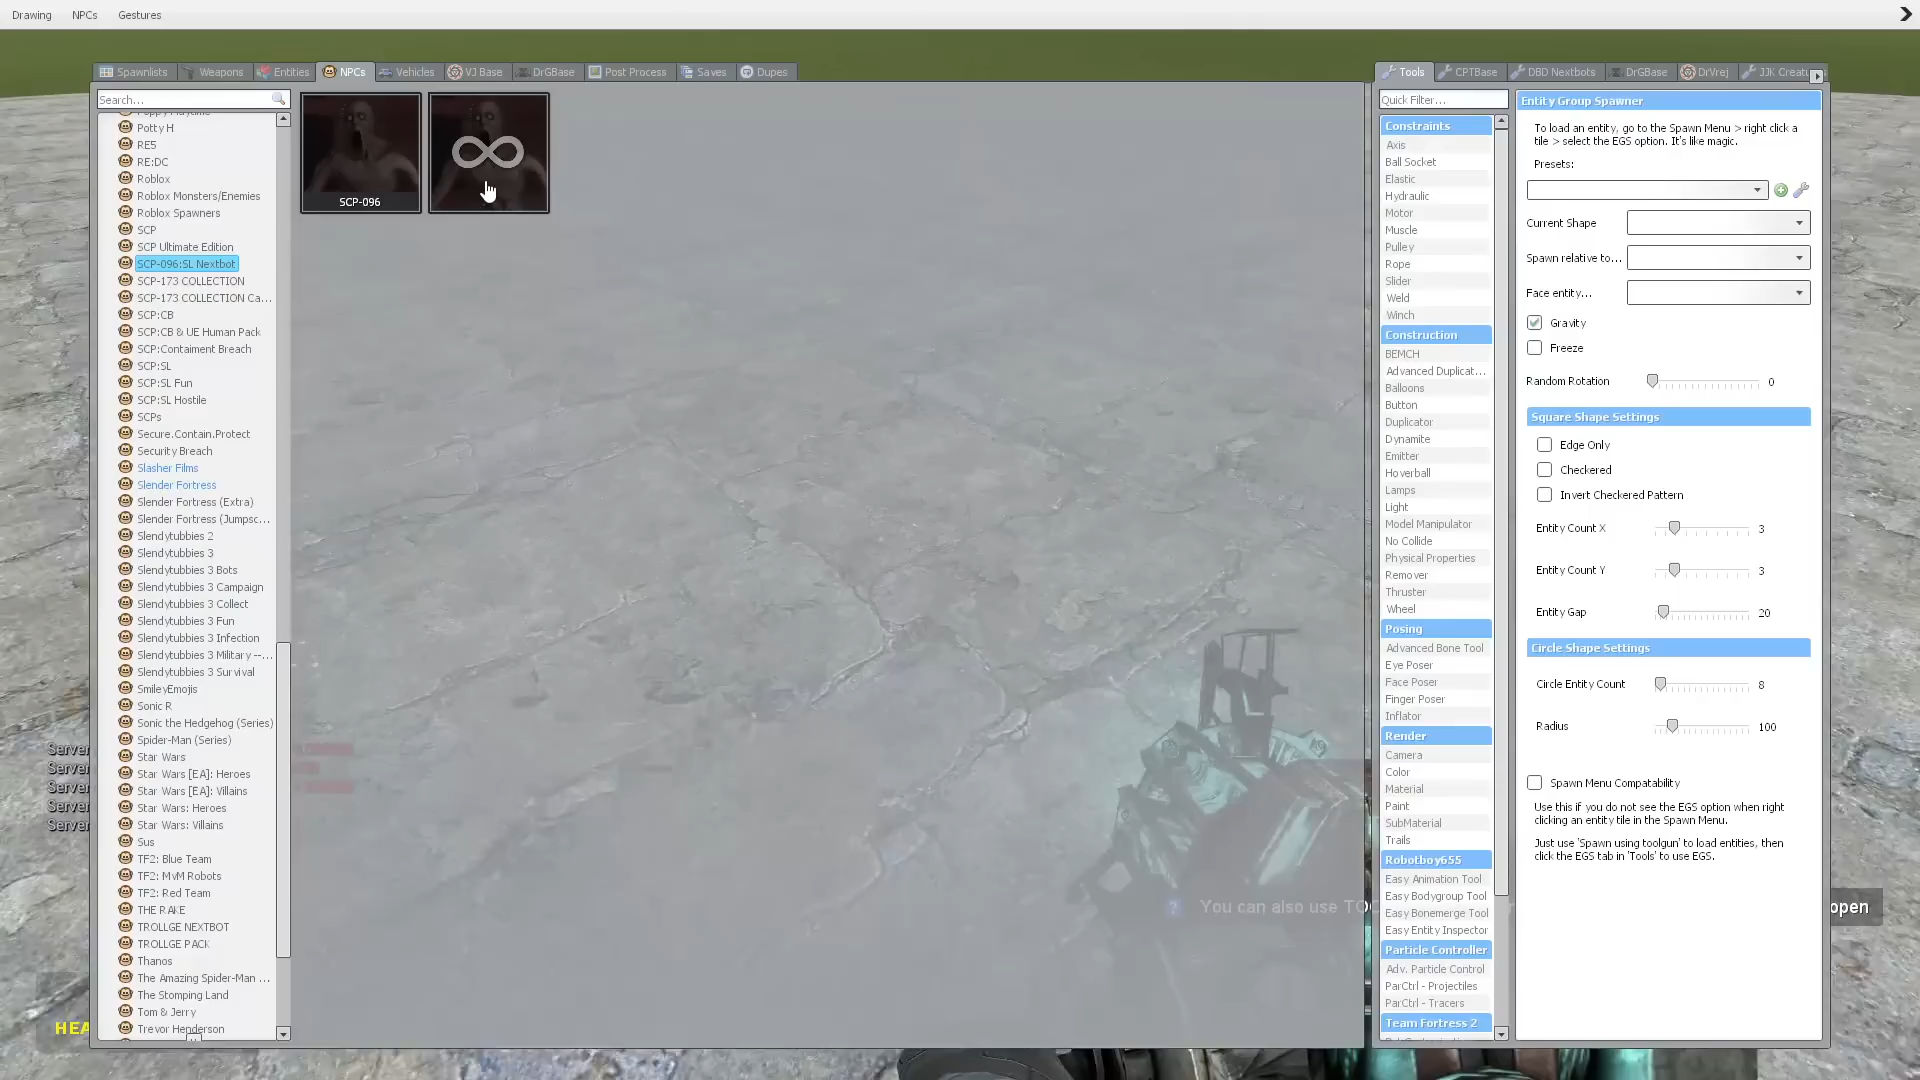 Drawing NPCs Gestures
Spawnlists Weapons Entities NPCs Vehicles VJ Base DrGBase Post Process Saves Dupes
Search...
Potty H
RE5
RE:DC
Roblox
Roblox Monsters/Enemies
Roblox Spawners
SCP
SCP Ultimate Edition
SCP-096:SL Nextbot
SCP-173 COLLECTION
SCP-173 COLLECTION Ca...
SCP:CB
SCP:CB & UE Human Pack
SCP:Contaiment Breach
SCP:SL
SCP:SL Fun
SCP:SL Hostile
SCPs
Secure.Contain.Protect
Security Breach
Slasher Films
Slender Fortress
Slender Fortress (Extra)
Slender Fortress (Jumpsc...
Slendytubbies 2
Slendytubbies 3
Slendytubbies 3 Bots
Slendytubbies 3 Campaign
Slendytubbies 3 Collect
Slendytubbies 3 Fun
Slendytubbies 3 Infection
Slendytubbies 3 Military --...
Slendytubbies 3 Survival
SmileyEmojis
Sonic R
Sonic the Hedgehog (Series)
Spider-Man (Series)
Star Wars
Star Wars [EA]: Heroes
Star Wars [EA]: Villains
Star Wars: Heroes
Star Wars: Villains
Sus
TF2: Blue Team
TF2: MvM Robots
TF2: Red Team
THE RAKE
TROLLGE NEXTBOT
TROLLGE PACK
Thanos
The Amazing Spider-Man ...
The Stomping Land
Tom & Jerry
Trevor Henderson
SCP-096
Server
Server
Server
Server
Server
HEA
You can also use TOO
open
Tools CPTBase DBD Nextbots DrGBase DrVrej JJK Creatu
Quick Filter...
Constraints
Axis
Ball Socket
Elastic
Hydraulic
Motor
Muscle
Pulley
Rope
Slider
Weld
Winch
Construction
BEMCH
Advanced Duplicat...
Balloons
Button
Duplicator
Dynamite
Emitter
Hoverball
Lamps
Light
Model Manipulator
No Collide
Physical Properties
Remover
Thruster
Wheel
Posing
Advanced Bone Tool
Eye Poser
Face Poser
Finger Poser
Inflator
Render
Camera
Color
Material
Paint
SubMaterial
Trails
Robotboy655
Easy Animation Tool
Easy Bodygroup Tool
Easy Bonemerge Tool
Easy Entity Inspector
Particle Controller
Adv. Particle Control
ParCtrl - Projectiles
ParCtrl - Tracers
Team Fortress 2
Entity Group Spawner
To load an entity, go to the Spawn Menu > right click a
tile > select the EGS option. It's like magic.
Presets:
Current Shape
Spawn relative to...
Face entity...
Gravity
Freeze
Random Rotation 0
Square Shape Settings
Edge Only
Checkered
Invert Checkered Pattern
Entity Count X 3
Entity Count Y 3
Entity Gap 20
Circle Shape Settings
Circle Entity Count 8
Radius 100
Spawn Menu Compatability
Use this if you do not see the EGS option when right
clicking an entity tile in the Spawn Menu.
Just use 'Spawn using toolgun' to load entities, then
click the EGS tab in 'Tools' to use EGS.